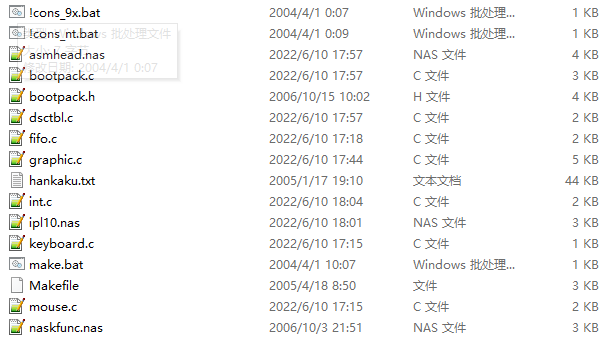 !cons_9x.bat 2004/4/1 0:07 Windows 批处理... 1 KB
!cons_nt.bat 2004/4/1 0:09 Windows 批处理... 1 KB
asmhead.nas 2022/6/10 17:57 NAS 文件 4 KB
bootpack.c 2022/6/10 17:57 C 文件 3 KB
bootpack.h 2006/10/15 10:02 H 文件 4 KB
dsctbl.c 2022/6/10 17:57 C 文件 2 KB
fifo.c 2022/6/10 17:18 C 文件 2 KB
graphic.c 2022/6/10 17:44 C 文件 5 KB
hankaku.txt 2005/1/17 19:10 文本文档 44 KB
int.c 2022/6/10 18:04 C 文件 2 KB
ipl10.nas 2022/6/10 18:01 NAS 文件 3 KB
keyboard.c 2022/6/10 17:15 C 文件 1 KB
make.bat 2004/4/1 10:07 Windows 批处理... 1 KB
Makefile 2005/4/18 8:50 文件 3 KB
mouse.c 2022/6/10 17:15 C 文件 2 KB
naskfunc.nas 2006/10/3 21:51 NAS 文件 3 KB
批处理文件
修改日期: 2004/4/1 0:07